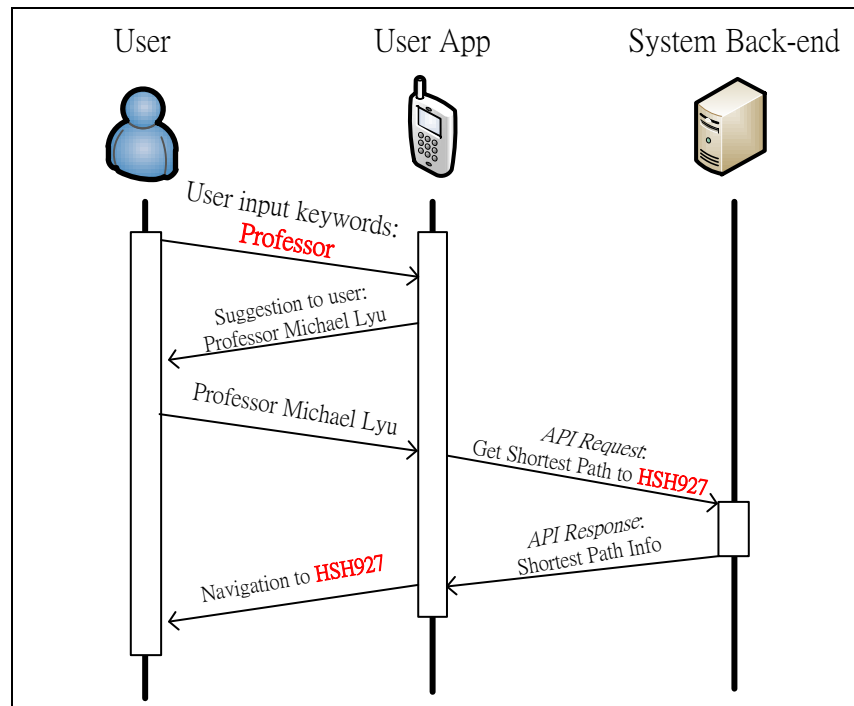 User
User App
System Back-end
User input keywords:
Professor
Suggestion to user:
Professor Michael Lyu
Professor Michael Lyu
API Request:
Get Shortest Path to HSH927
API Response:
Shortest Path Info
Navigation to HSH927